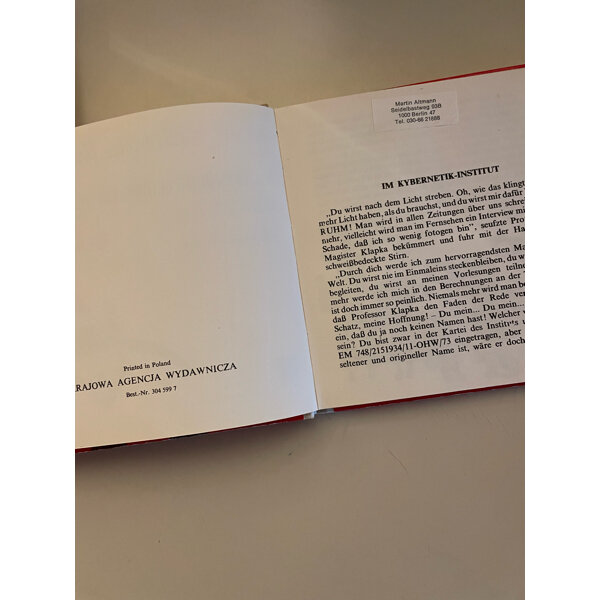 Printed in Poland
RAJOWA AGENCJA WYDAWNICZA
Best.-Nr. 304 599 7
Martin Altmann
Seidelbastweg 93B
1000 Berlin 47
Tel. 030-66 21886
IM KYBERNETIK-INSTITUT
„Du wirst nach dem Licht streben. Oh, wie das klingt
mehr Licht haben, als du brauchst, und du wirst mir dafür
RUHM! Man wird in allen Zeitungen über uns schre
mehr, vielleicht wird man im Fernsehen ein Interview mi
Schade, daß ich so wenig fotogen bin", seufzte Pro
Magister Klapka bekümmert und fuhr mit der Ha
schweißbedeckte Stirn.
„Durch dich werde ich zum hervorragendsten Ma
Welt. Du wirst nie im Einmaleins steckenbleiben, du w
begleiten, du wirst an meinen Vorlesungen teilne
mehr werde ich mich in den Berechnungen an der
ist doch immer so peinlich. Niemals mehr wird man be
daß Professor Klapka den Faden der Rede ver
Schatz, meine Hoffnung! – Du mein... Du mein...
ein, daß du ja noch keinen Namen hast! Welcher
sein? Du bist zwar in der Kartei des Instituts u
EM 748/2151934/11-OHW/73 eingetragen, aber
seltener und origineller Name ist, wäre er doch